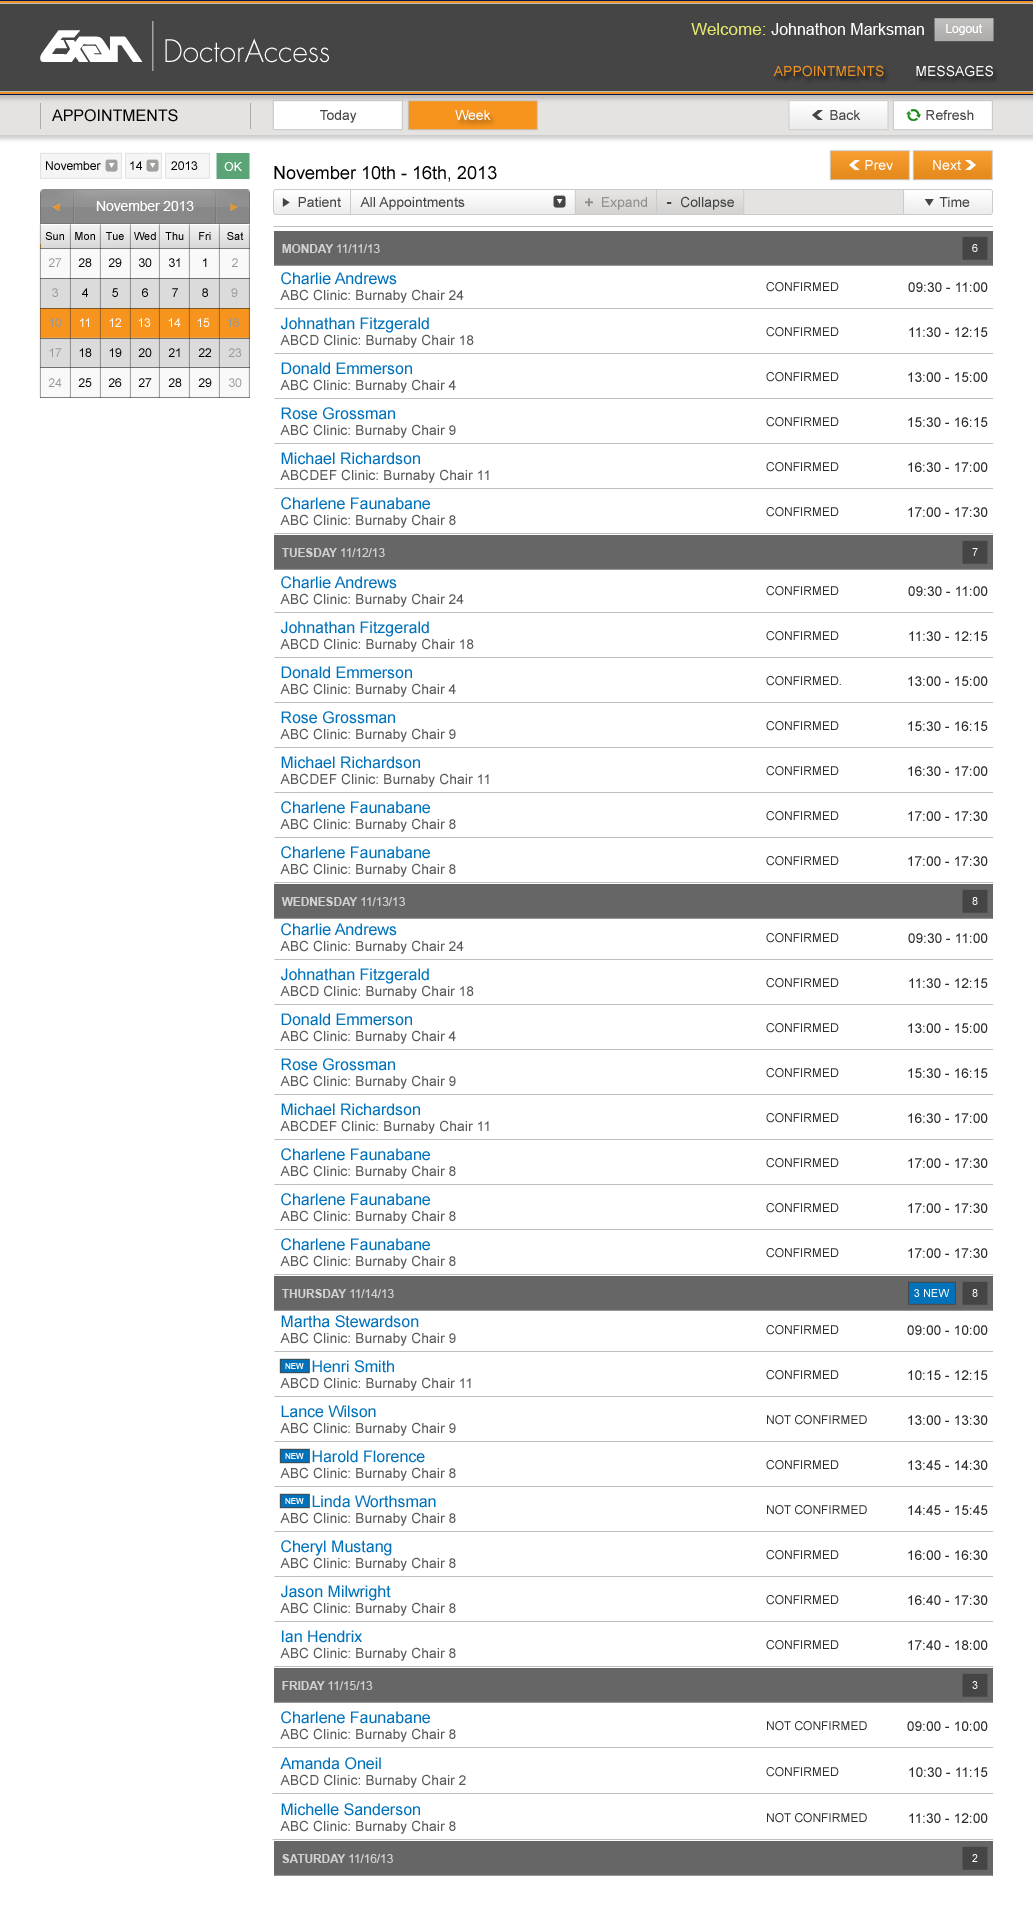 Exan DoctorAccess
Welcome: Johnathon Marksman Logout
APPOINTMENTS MESSAGES
APPOINTMENTS Today Week Back Refresh
November 14 2013 OK
November 2013
Sun Mon Tue Wed Thu Fri Sat
27 28 29 30 31 1 2
3 4 5 6 7 8 9
10 11 12 13 14 15 16
17 18 19 20 21 22 23
24 25 26 27 28 29 30
November 10th - 16th, 2013 Prev Next
Patient All Appointments + Expand - Collapse Time
MONDAY 11/11/13 6
Charlie Andrews
ABC Clinic: Burnaby Chair 24 CONFIRMED 09:30 - 11:00
Johnathan Fitzgerald
ABCD Clinic: Burnaby Chair 18 CONFIRMED 11:30 - 12:15
Donald Emmerson
ABC Clinic: Burnaby Chair 4 CONFIRMED 13:00 - 15:00
Rose Grossman
ABC Clinic: Burnaby Chair 9 CONFIRMED 15:30 - 16:15
Michael Richardson
ABCDEF Clinic: Burnaby Chair 11 CONFIRMED 16:30 - 17:00
Charlene Faunabane
ABC Clinic: Burnaby Chair 8 CONFIRMED 17:00 - 17:30
TUESDAY 11/12/13 7
Charlie Andrews
ABC Clinic: Burnaby Chair 24 CONFIRMED 09:30 - 11:00
Johnathan Fitzgerald
ABCD Clinic: Burnaby Chair 18 CONFIRMED 11:30 - 12:15
Donald Emmerson
ABC Clinic: Burnaby Chair 4 CONFIRMED. 13:00 - 15:00
Rose Grossman
ABC Clinic: Burnaby Chair 9 CONFIRMED 15:30 - 16:15
Michael Richardson
ABCDEF Clinic: Burnaby Chair 11 CONFIRMED 16:30 - 17:00
Charlene Faunabane
ABC Clinic: Burnaby Chair 8 CONFIRMED 17:00 - 17:30
Charlene Faunabane
ABC Clinic: Burnaby Chair 8 CONFIRMED 17:00 - 17:30
WEDNESDAY 11/13/13 8
Charlie Andrews
ABC Clinic: Burnaby Chair 24 CONFIRMED 09:30 - 11:00
Johnathan Fitzgerald
ABCD Clinic: Burnaby Chair 18 CONFIRMED 11:30 - 12:15
Donald Emmerson
ABC Clinic: Burnaby Chair 4 CONFIRMED 13:00 - 15:00
Rose Grossman
ABC Clinic: Burnaby Chair 9 CONFIRMED 15:30 - 16:15
Michael Richardson
ABCDEF Clinic: Burnaby Chair 11 CONFIRMED 16:30 - 17:00
Charlene Faunabane
ABC Clinic: Burnaby Chair 8 CONFIRMED 17:00 - 17:30
Charlene Faunabane
ABC Clinic: Burnaby Chair 8 CONFIRMED 17:00 - 17:30
Charlene Faunabane
ABC Clinic: Burnaby Chair 8 CONFIRMED 17:00 - 17:30
THURSDAY 11/14/13 3 NEW 8
Martha Stewardson
ABC Clinic: Burnaby Chair 9 CONFIRMED 09:00 - 10:00
NEW Henri Smith
ABCD Clinic: Burnaby Chair 11 CONFIRMED 10:15 - 12:15
Lance Wilson
ABC Clinic: Burnaby Chair 9 NOT CONFIRMED 13:00 - 13:30
NEW Harold Florence
ABC Clinic: Burnaby Chair 8 CONFIRMED 13:45 - 14:30
NEW Linda Worthsman
ABC Clinic: Burnaby Chair 8 NOT CONFIRMED 14:45 - 15:45
Cheryl Mustang
ABC Clinic: Burnaby Chair 8 CONFIRMED 16:00 - 16:30
Jason Milwright
ABC Clinic: Burnaby Chair 8 CONFIRMED 16:40 - 17:30
Ian Hendrix
ABC Clinic: Burnaby Chair 8 CONFIRMED 17:40 - 18:00
FRIDAY 11/15/13 3
Charlene Faunabane
ABC Clinic: Burnaby Chair 8 NOT CONFIRMED 09:00 - 10:00
Amanda Oneil
ABCD Clinic: Burnaby Chair 2 CONFIRMED 10:30 - 11:15
Michelle Sanderson
ABC Clinic: Burnaby Chair 8 NOT CONFIRMED 11:30 - 12:00
SATURDAY 11/16/13 2